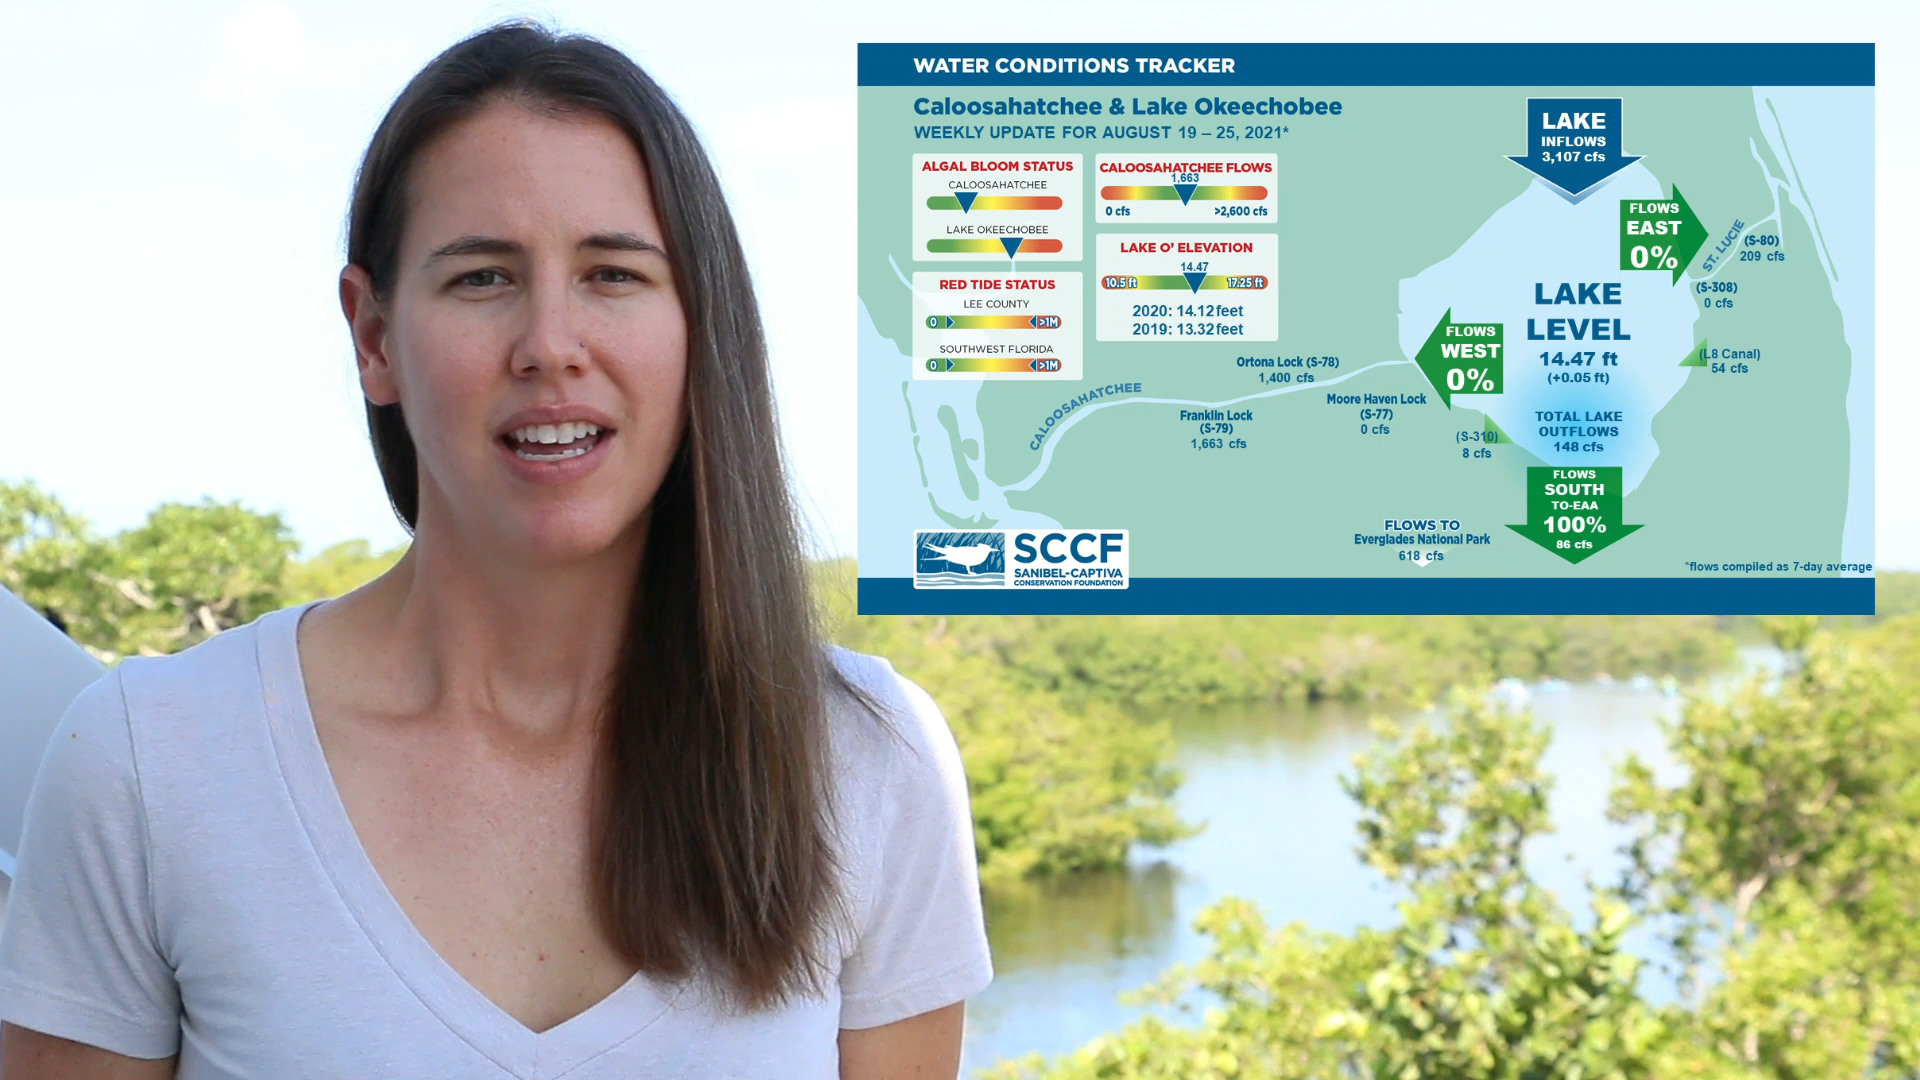 WATER CONDITIONS TRACKER
Caloosahatchee & Lake Okeechobee
WEEKLY UPDATE FOR AUGUST 19 – 25, 2021*
ALGAL BLOOM STATUS
CALOOSAHATCHEE
LAKE OKEECHOBEE
RED TIDE STATUS
LEE COUNTY
0 >1M
SOUTHWEST FLORIDA
0 >1M
CALOOSAHATCHEE FLOWS
1,663
0 cfs >2,600 cfs
LAKE O' ELEVATION
14.47
10.5 ft 17.25 ft
2020: 14.12 feet
2019: 13.32 feet
LAKE
INFLOWS
3,107 cfs
FLOWS
EAST
0%
ST. LUCIE
(S-80)
209 cfs
(S-308)
0 cfs
LAKE
LEVEL
14.47 ft
(+0.05 ft)
FLOWS
WEST
0%
(L8 Canal)
54 cfs
Ortona Lock (S-78)
1,400 cfs
CALOOSAHATCHEE
Franklin Lock
(S-79)
1,663 cfs
Moore Haven Lock
(S-77)
0 cfs
(S-310)
8 cfs
TOTAL LAKE
OUTFLOWS
148 cfs
FLOWS
SOUTH
TO-EAA
100%
86 cfs
FLOWS TO
Everglades National Park
618 cfs
*flows compiled as 7-day average
SCCF
SANIBEL-CAPTIVA
CONSERVATION FOUNDATION